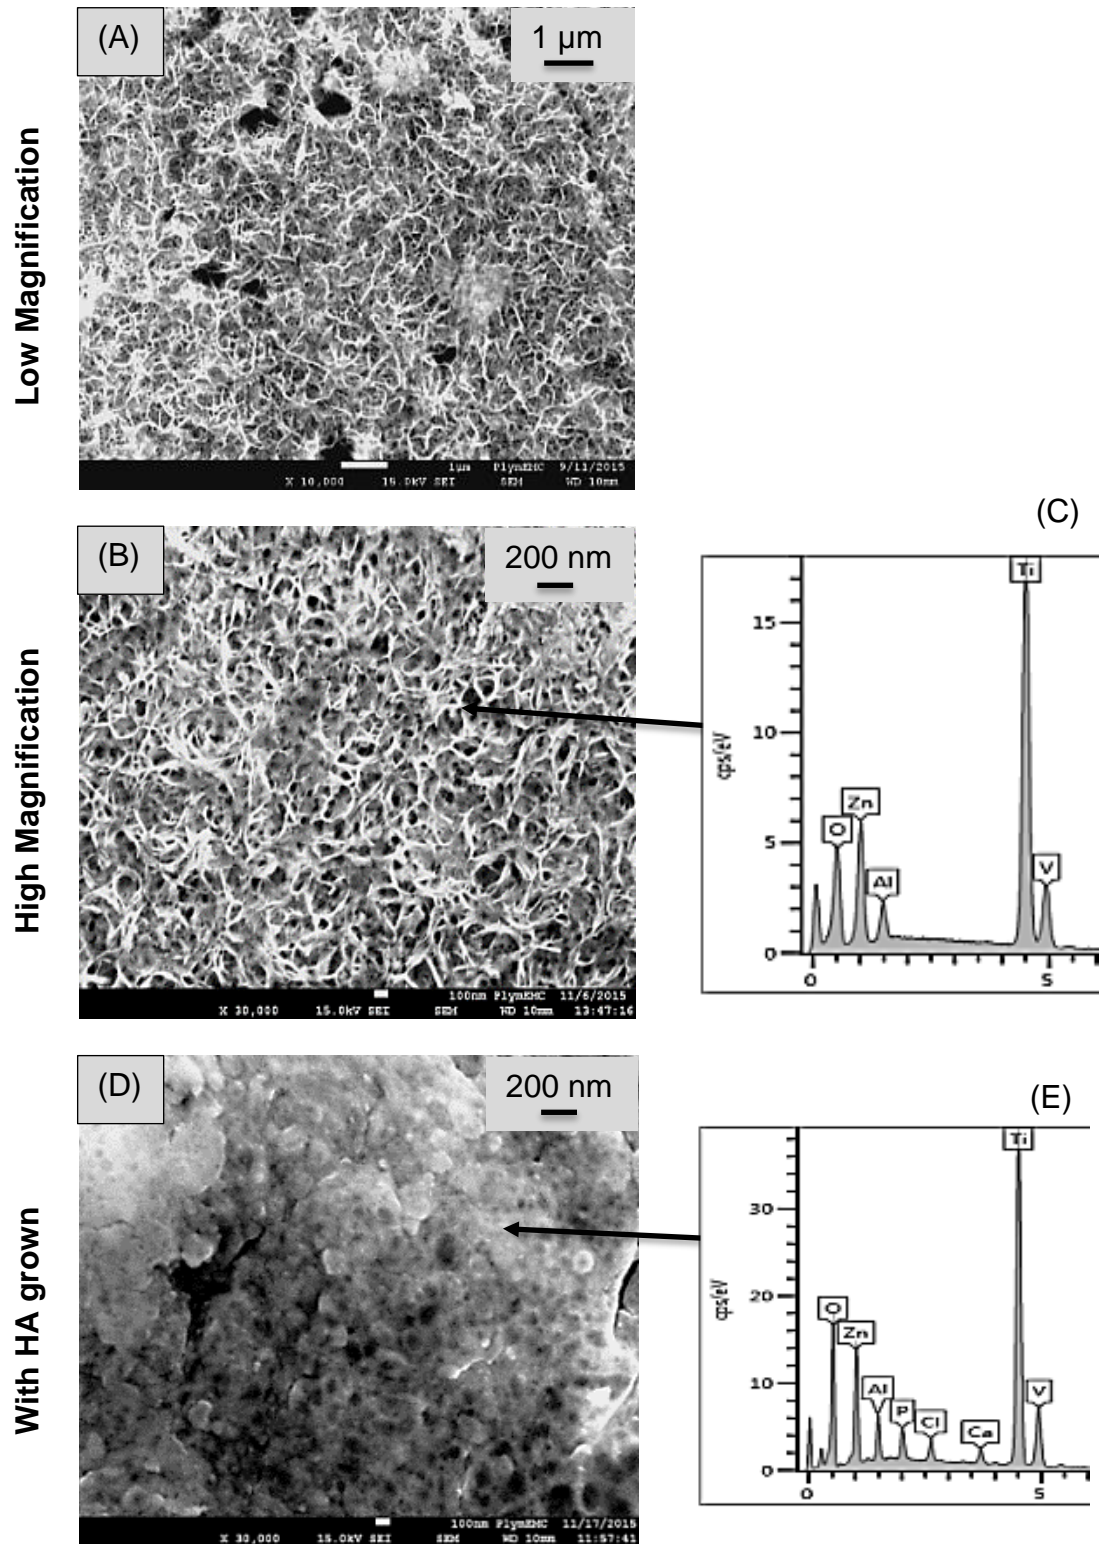 (A)
1 µm
Low Magnification
1µm PlymEMC 9/11/2015
X 10,000 15.0kV SEI SEM WD 10mm
(B)
200 nm
High Magnification
100nm PlymEMC 11/6/2015
X 30,000 15.0kV SEI SEM WD 10mm 13:47:16
(C)
Ti
15
10
cps/eV
Zn
O
5
V
Al
0
0
5
(D)
200 nm
With HA grown
100nm PlymEMC 11/17/2015
X 30,000 15.0kV SEI SEM WD 10mm 11:57:41
(E)
Ti
30
cps/eV
20
O
Zn
10
Al
V
P
Cl
Ca
0
0
5